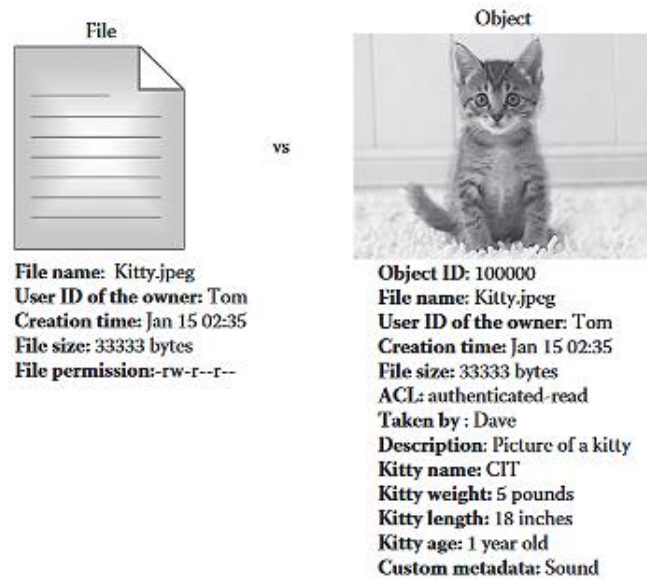 File
Object
vs
File name: Kitty.jpeg
User ID of the owner: Tom
Creation time: Jan 15 02:35
File size: 33333 bytes
File permission:-rw-r--r--
Object ID: 100000
File name: Kitty.jpeg
User ID of the owner: Tom
Creation time: Jan 15 02:35
File size: 33333 bytes
ACL: authenticated-read
Taken by : Dave
Description: Picture of a kitty
Kitty name: CIT
Kitty weight: 5 pounds
Kitty length: 18 inches
Kitty age: 1 year old
Custom metadata: Sound